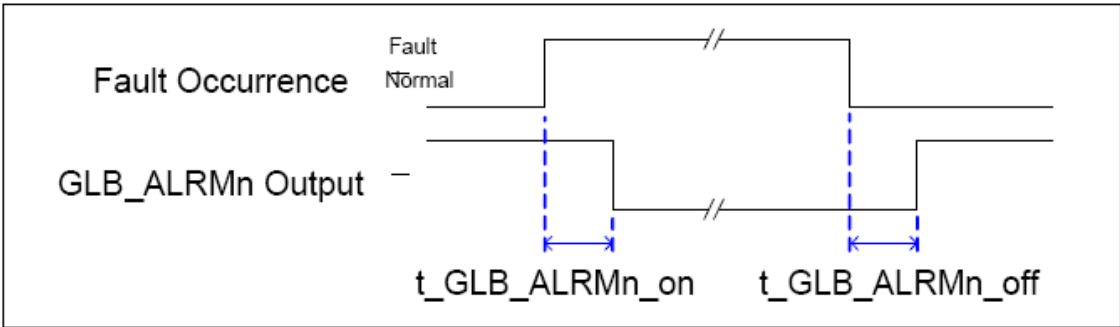 Fault
Fault Occurrence Normal
GLB_ALRMn Output
t_GLB_ALRMn_on t_GLB_ALRMn_off